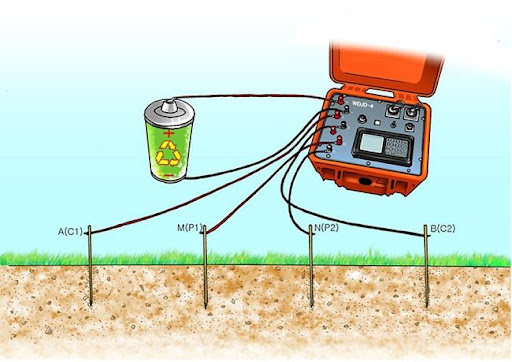 WDJD-4
A(C1)
M(P1)
N(P2)
B(C2)